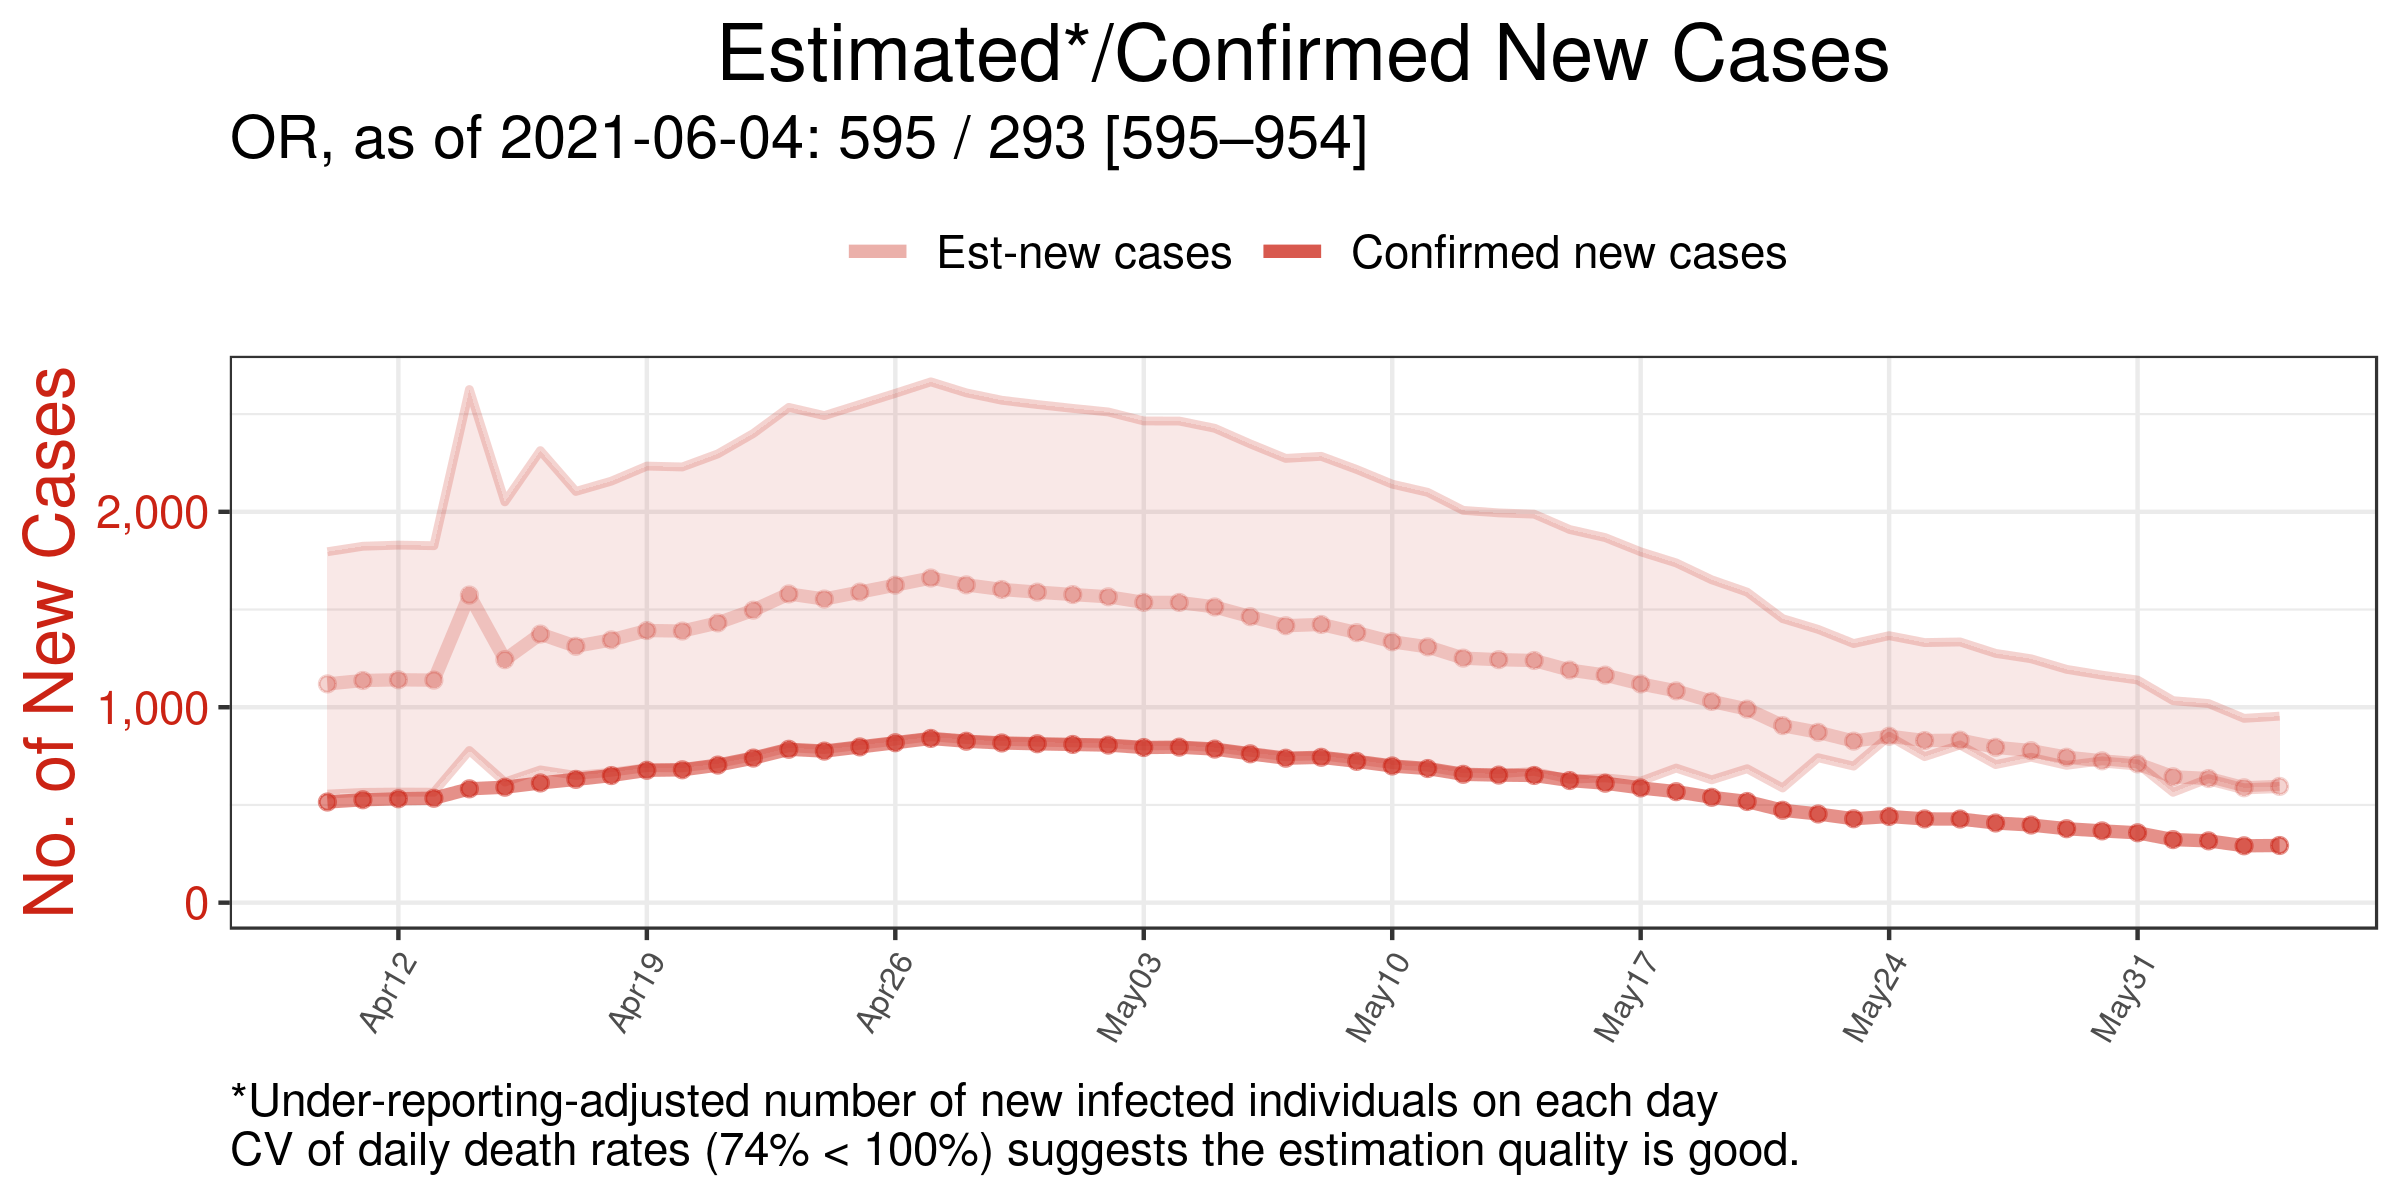 Estimated*/Confirmed New Cases
OR, as of 2021-06-04: 595 / 293 [595–954]
Est-new cases Confirmed new cases
No. of New Cases
2,000
1,000
0
Apr12 Apr19 Apr26 May03 May10 May17 May24 May31
*Under-reporting-adjusted number of new infected individuals on each day
CV of daily death rates (74% < 100%) suggests the estimation quality is good.